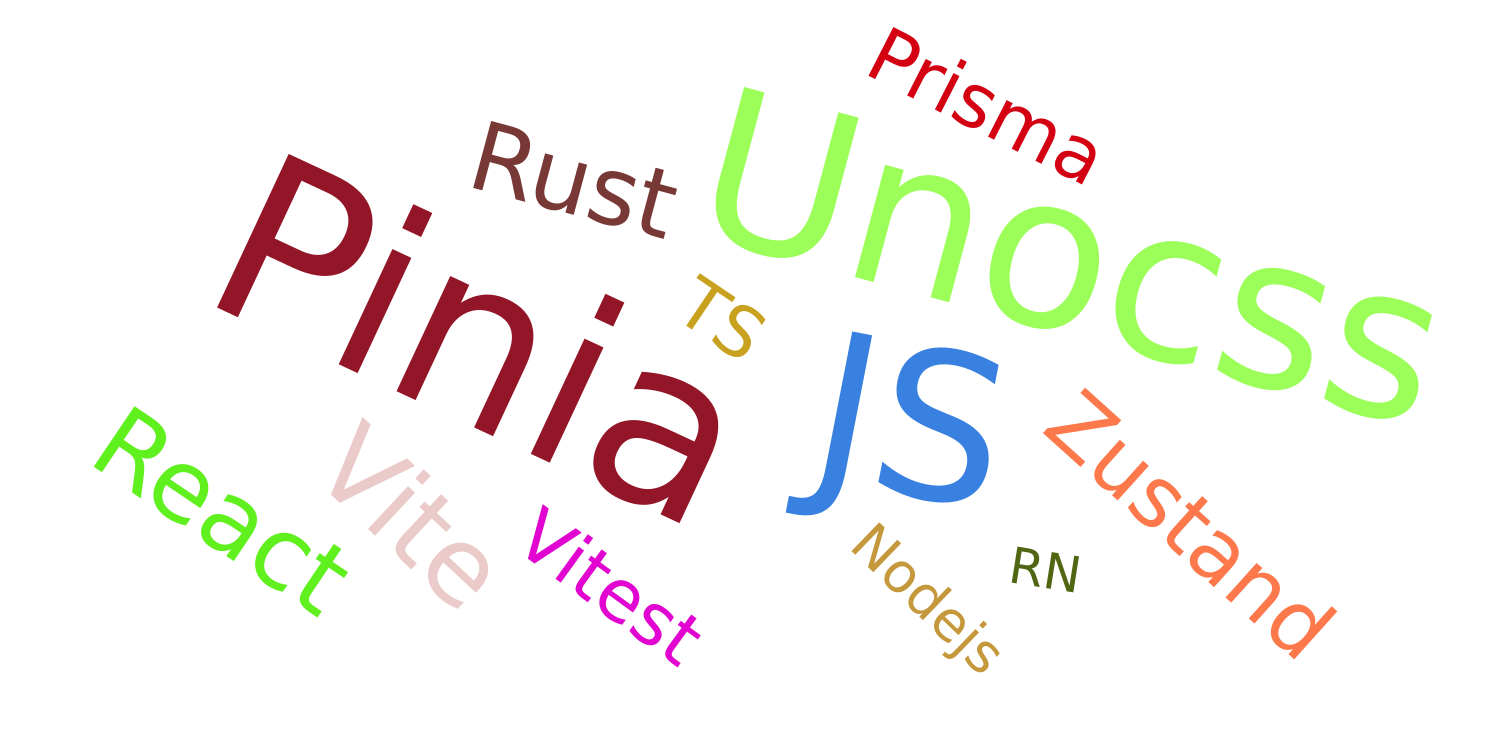 Prisma
Unocss
Rust
Pinia
TS
JS
Zustand
React
Vite
Vitest
Nodejs
RN